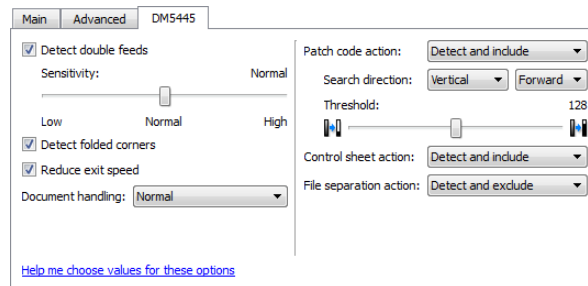 Main Advanced DM5445
Detect double feeds
Sensitivity: Normal
Low Normal High
Detect folded corners
Reduce exit speed
Document handling: Normal
Patch code action: Detect and include
Search direction: Vertical Forward
Threshold: 128
Control sheet action: Detect and include
File separation action: Detect and exclude
Help me choose values for these options